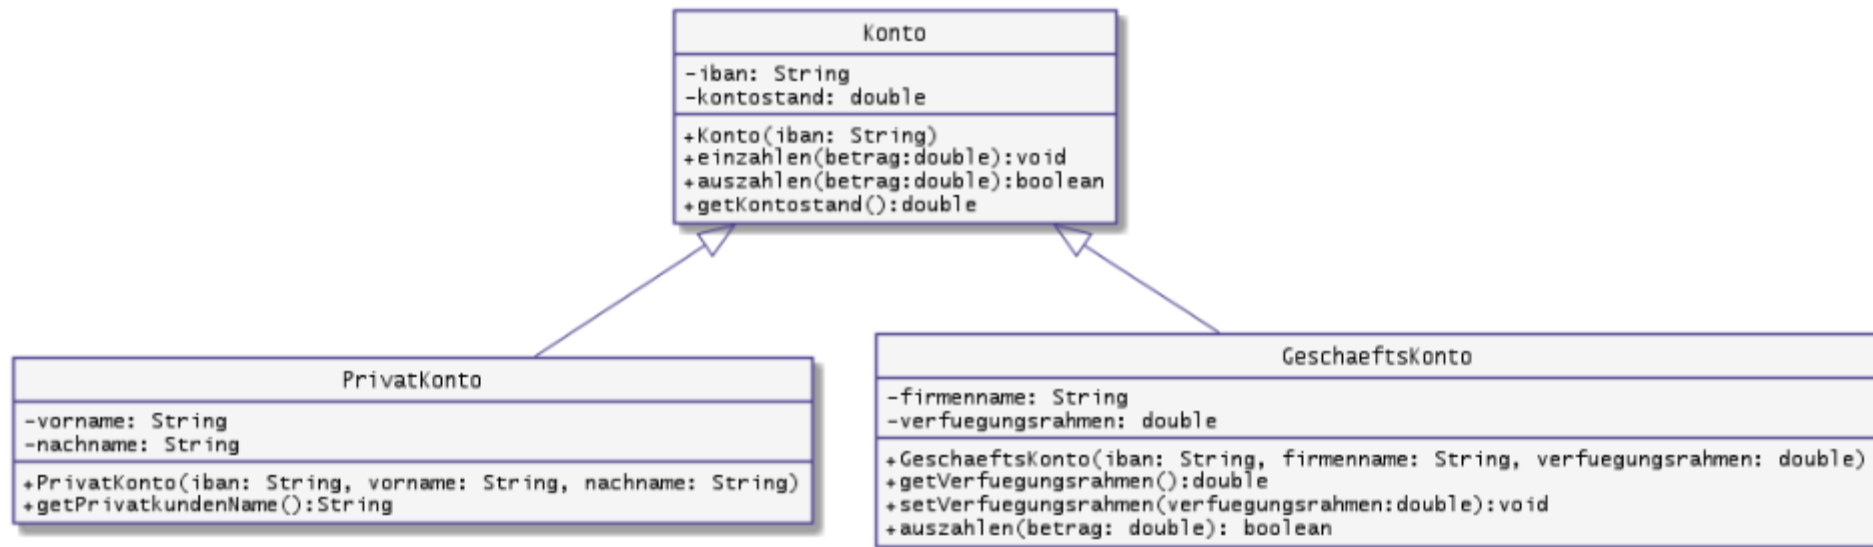 Konto
-iban: String
-kontostand: double
+Konto(iban: String)
+einzahlen(betrag:double):void
+auszahlen(betrag:double):boolean
+getKontostand():double
PrivatKonto
-vorname: String
-nachname: String
+PrivatKonto(iban: String, vorname: String, nachname: String)
+getPrivatkundenName():String
GeschaeftsKonto
-firmenname: String
-verfuegungsrahmen: double
+GeschaeftsKonto(iban: String, firmenname: String, verfuegungsrahmen: double)
+getVerfuegungsrahmen():double
+setVerfuegungsrahmen(verfuegungsrahmen:double):void
+auszahlen(betrag: double): boolean